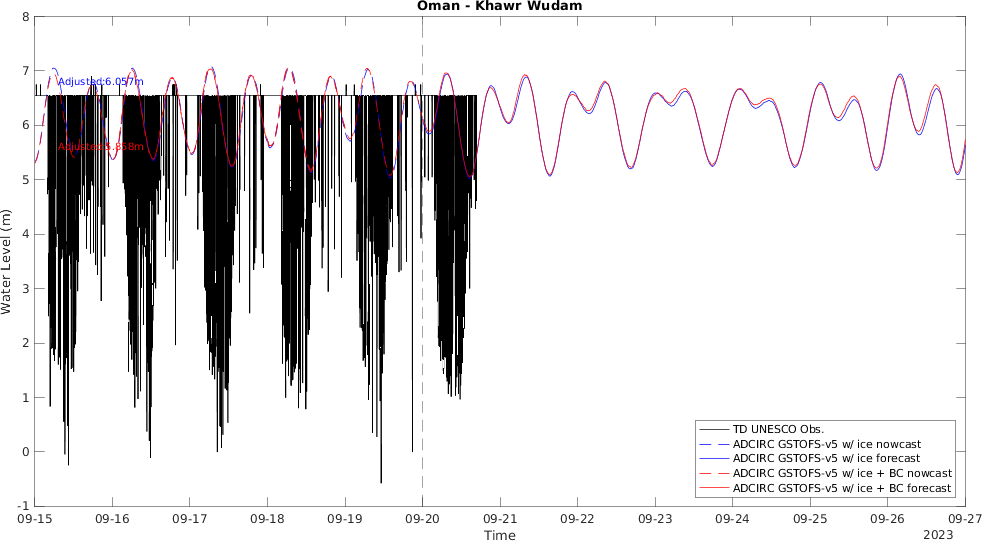 Oman - Khawr Wudam
8
7
6
5
4
3
2
1
0
-1
Water Level (m)
Adjusted:6.057m
TD UNESCO Obs.
ADCIRC GSTOFS-v5 w/ ice nowcast
ADCIRC GSTOFS-v5 w/ ice forecast
ADCIRC GSTOFS-v5 w/ ice + BC nowcast
ADCIRC GSTOFS-v5 w/ ice + BC forecast
09-15 09-16 09-17 09-18 09-19 09-20 09-21 09-22 09-23 09-24 09-25 09-26 09-27
Time
2023